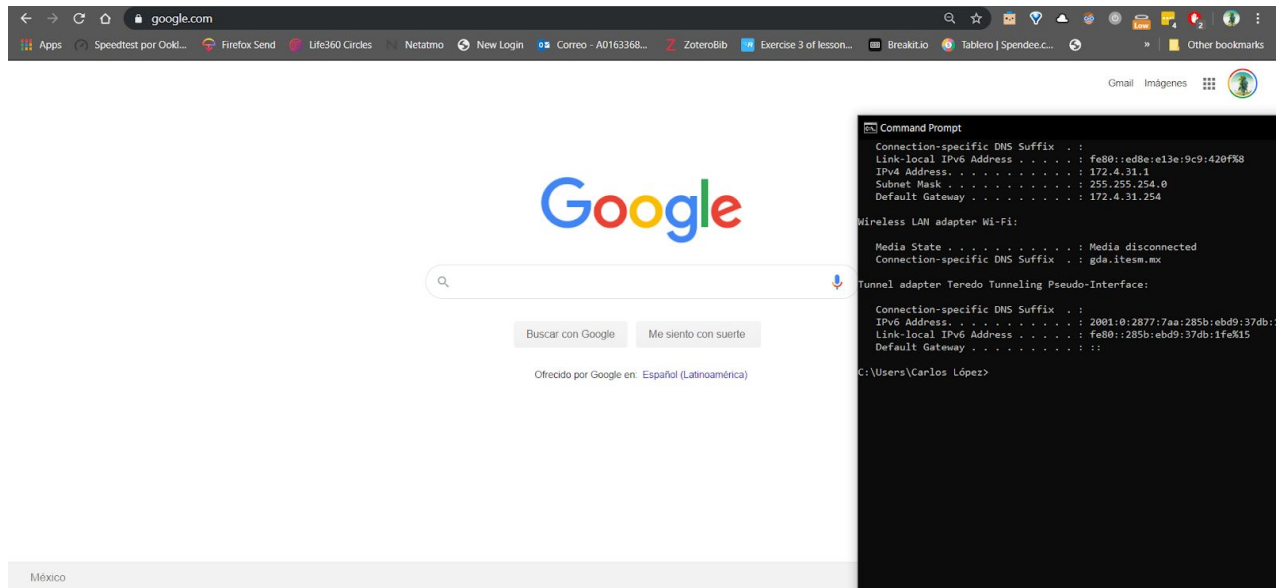 google.com
Low
4
2
Apps Speedtest por Ookl... Firefox Send Life360 Circles Netatmo New Login Correo - A0163368... ZoteroBib Exercise 3 of lesson... Breakit.io Tablero | Spendee.c... » Other bookmarks
Gmail Imágenes
Google
Buscar con Google Me siento con suerte
Ofrecido por Google en: Español (Latinoamérica)
México
Command Prompt
Connection-specific DNS Suffix . :
Link-local IPv6 Address . . . . . : fe80::ed8e:e13e:9c9:420f%8
IPv4 Address. . . . . . . . . . . : 172.4.31.1
Subnet Mask . . . . . . . . . . . : 255.255.254.0
Default Gateway . . . . . . . . . : 172.4.31.254
Wireless LAN adapter Wi-Fi:
Media State . . . . . . . . . . . : Media disconnected
Connection-specific DNS Suffix . : gda.itesm.mx
Tunnel adapter Teredo Tunneling Pseudo-Interface:
Connection-specific DNS Suffix . :
IPv6 Address. . . . . . . . . . . : 2001:0:2877:7aa:285b:ebd9:37db:
Link-local IPv6 Address . . . . . : fe80::285b:ebd9:37db:1fe%15
Default Gateway . . . . . . . . . : ::
C:\Users\Carlos López>